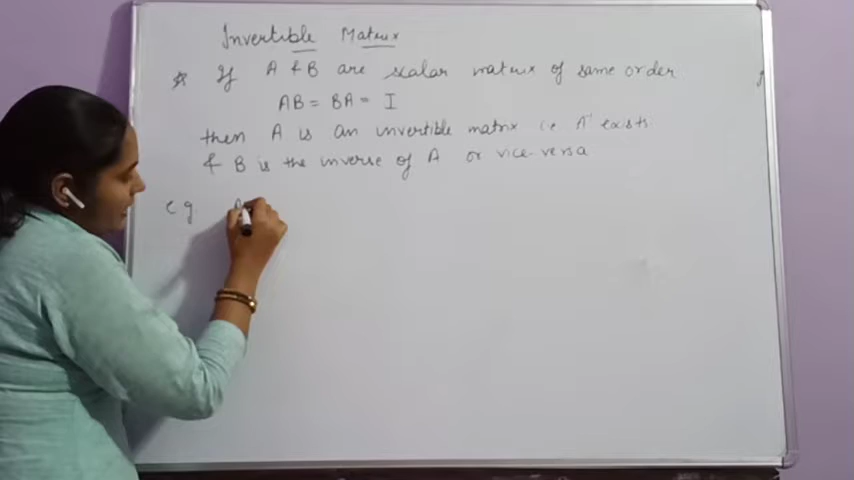 Invertible Matrix
☆ If A & B are scalar matrix of same order
AB = BA = I
then A is an invertible matrix i.e A⁻¹ exists
& B is the inverse of A or vice-versa
eg A